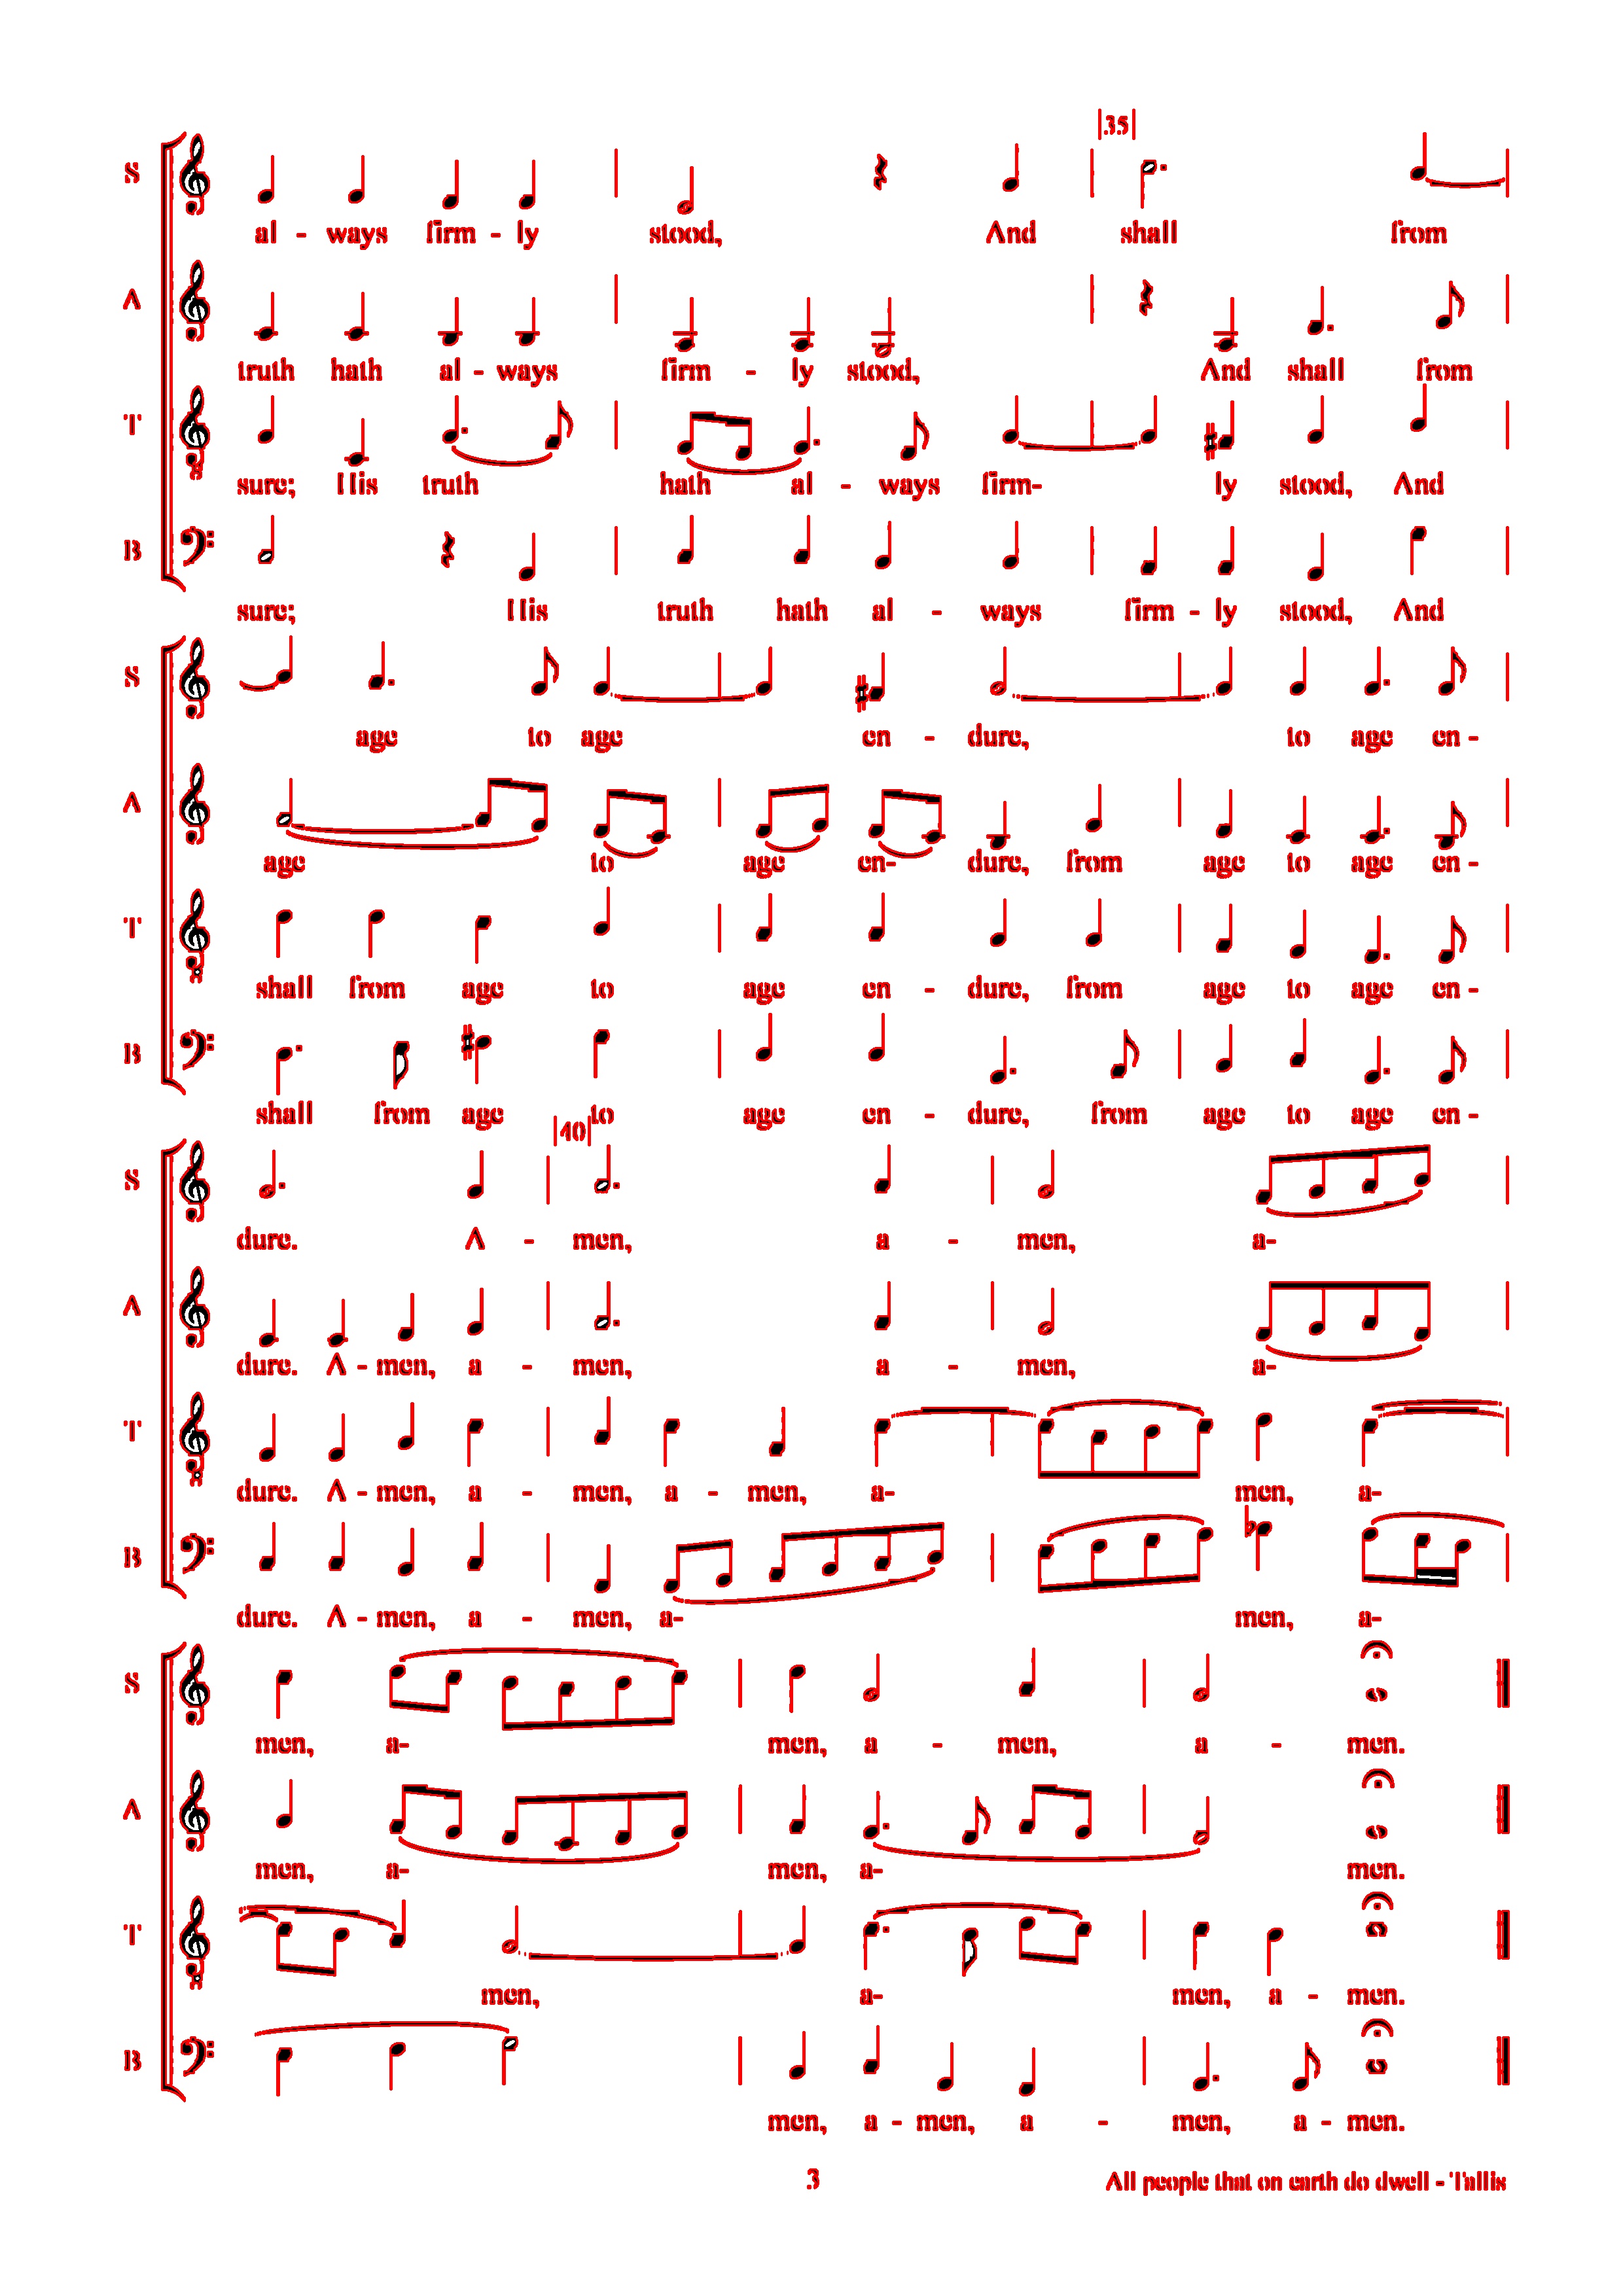 35
S
al - ways firm - ly stood, And shall from
A
truth hath al - ways firm - ly stood, And shall from
T
sure; His truth hath al - ways firm- ly stood, And
8
B
sure; His truth hath al - ways firm - ly stood, And
S
age to age en - dure, to age en -
A
age to age en- dure, from age to age en -
T
shall from age to age en - dure, from age to age en -
8
B
shall from age to age en - dure, from age to age en -
40
S
dure. A - men, a - men, a-
A
dure. A - men, a - men, a - men, a-
T
dure. A - men, a - men, a - men, a- men, a-
8
B
dure. A - men, a - men, a- men, a-
S
men, a- men, a - men, a - men.
A
men, a- men, a- men.
T
men, a- men, a - men.
8
B
men, a - men, a - men, a - men.
3 All people that on earth do dwell - Tallis